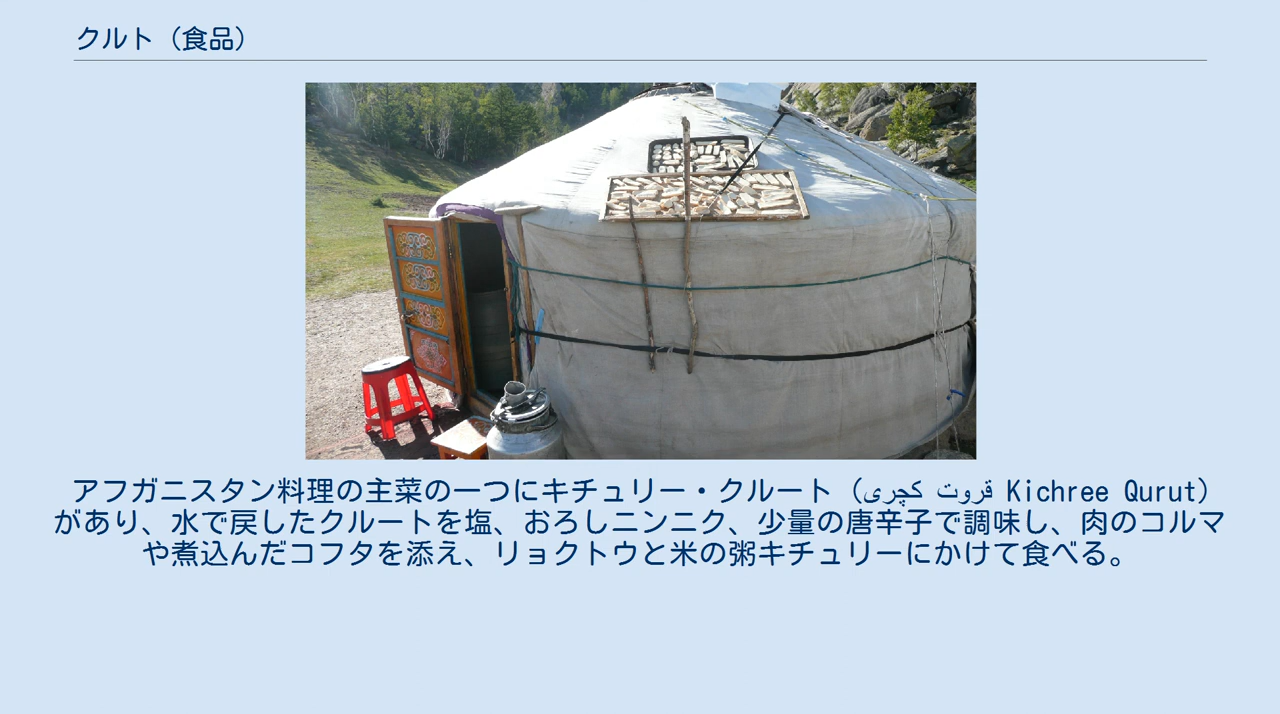 クルト（食品）
アフガニスタン料理の主菜の一つにキチュリー・クルート（قروت کچری Kichree Qurut）
があり、水で戻したクルートを塩、おろしニンニク、少量の唐辛子で調味し、肉のコルマ
や煮込んだコフタを添え、リョクトウと米の粥キチュリーにかけて食べる。